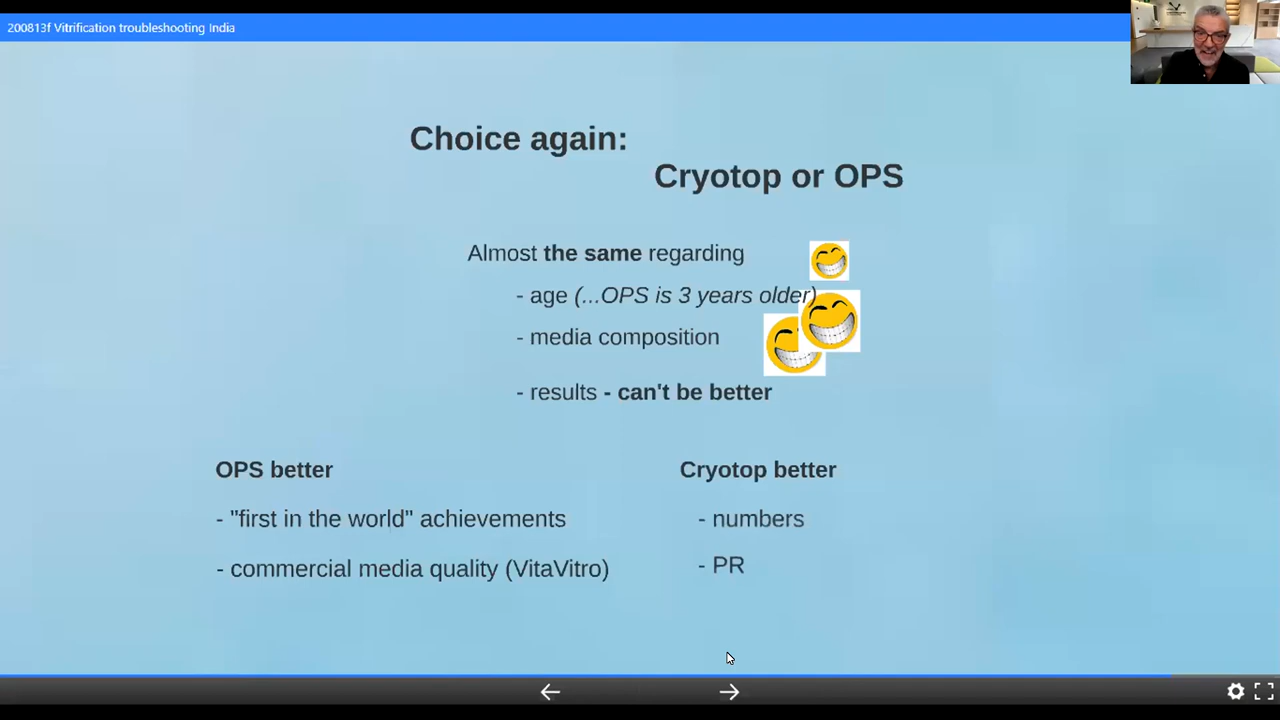 200813f Vitrification troubleshooting India
Choice again:
Cryotop or OPS
Almost the same regarding
- age (...OPS is 3 years older)
- media composition
- results - can't be better
OPS better
- "first in the world" achievements
- commercial media quality (VitaVitro)
Cryotop better
- numbers
- PR